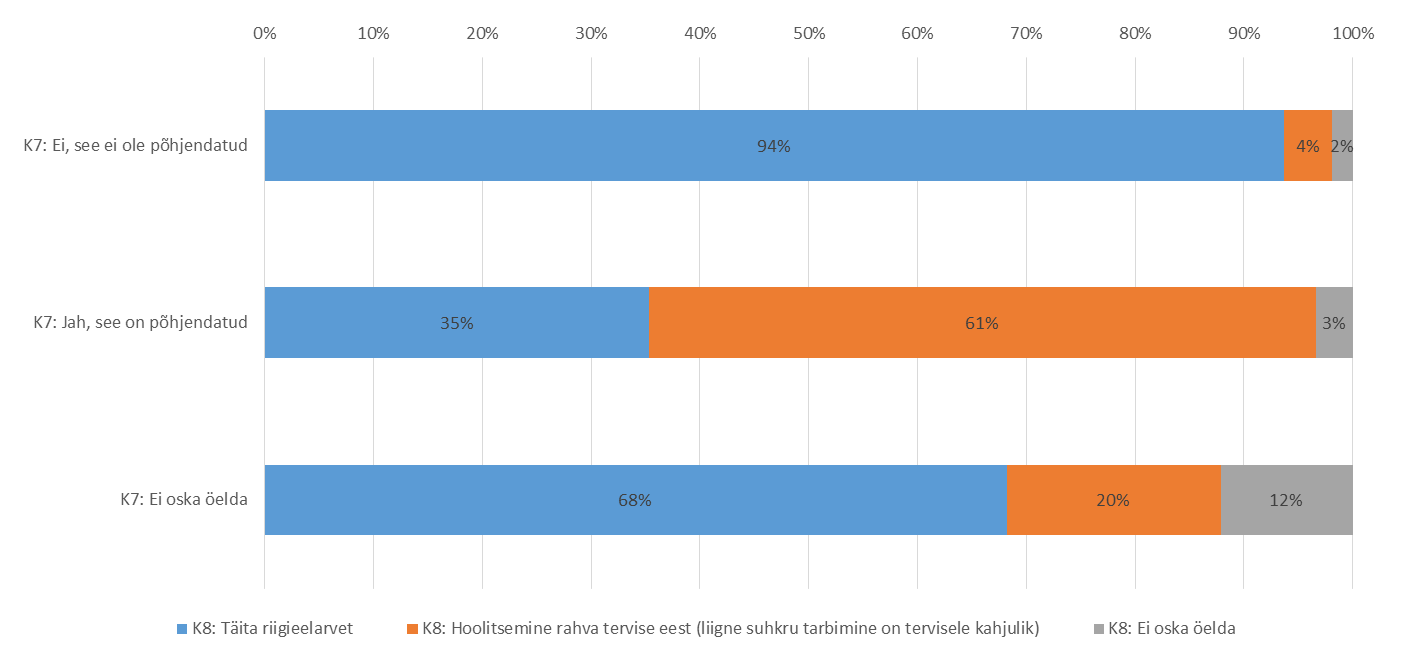 0% 10% 20% 30% 40% 50% 60% 70% 80% 90% 100%
K7: Ei, see ei ole põhjendatud 94% 4% 2%
K7: Jah, see on põhjendatud 35% 61% 3%
K7: Ei oska öelda 68% 20% 12%
K8: Täita riigieelarvet K8: Hoolitsemine rahva tervise eest (liigne suhkru tarbimine on tervisele kahjulik) K8: Ei oska öelda